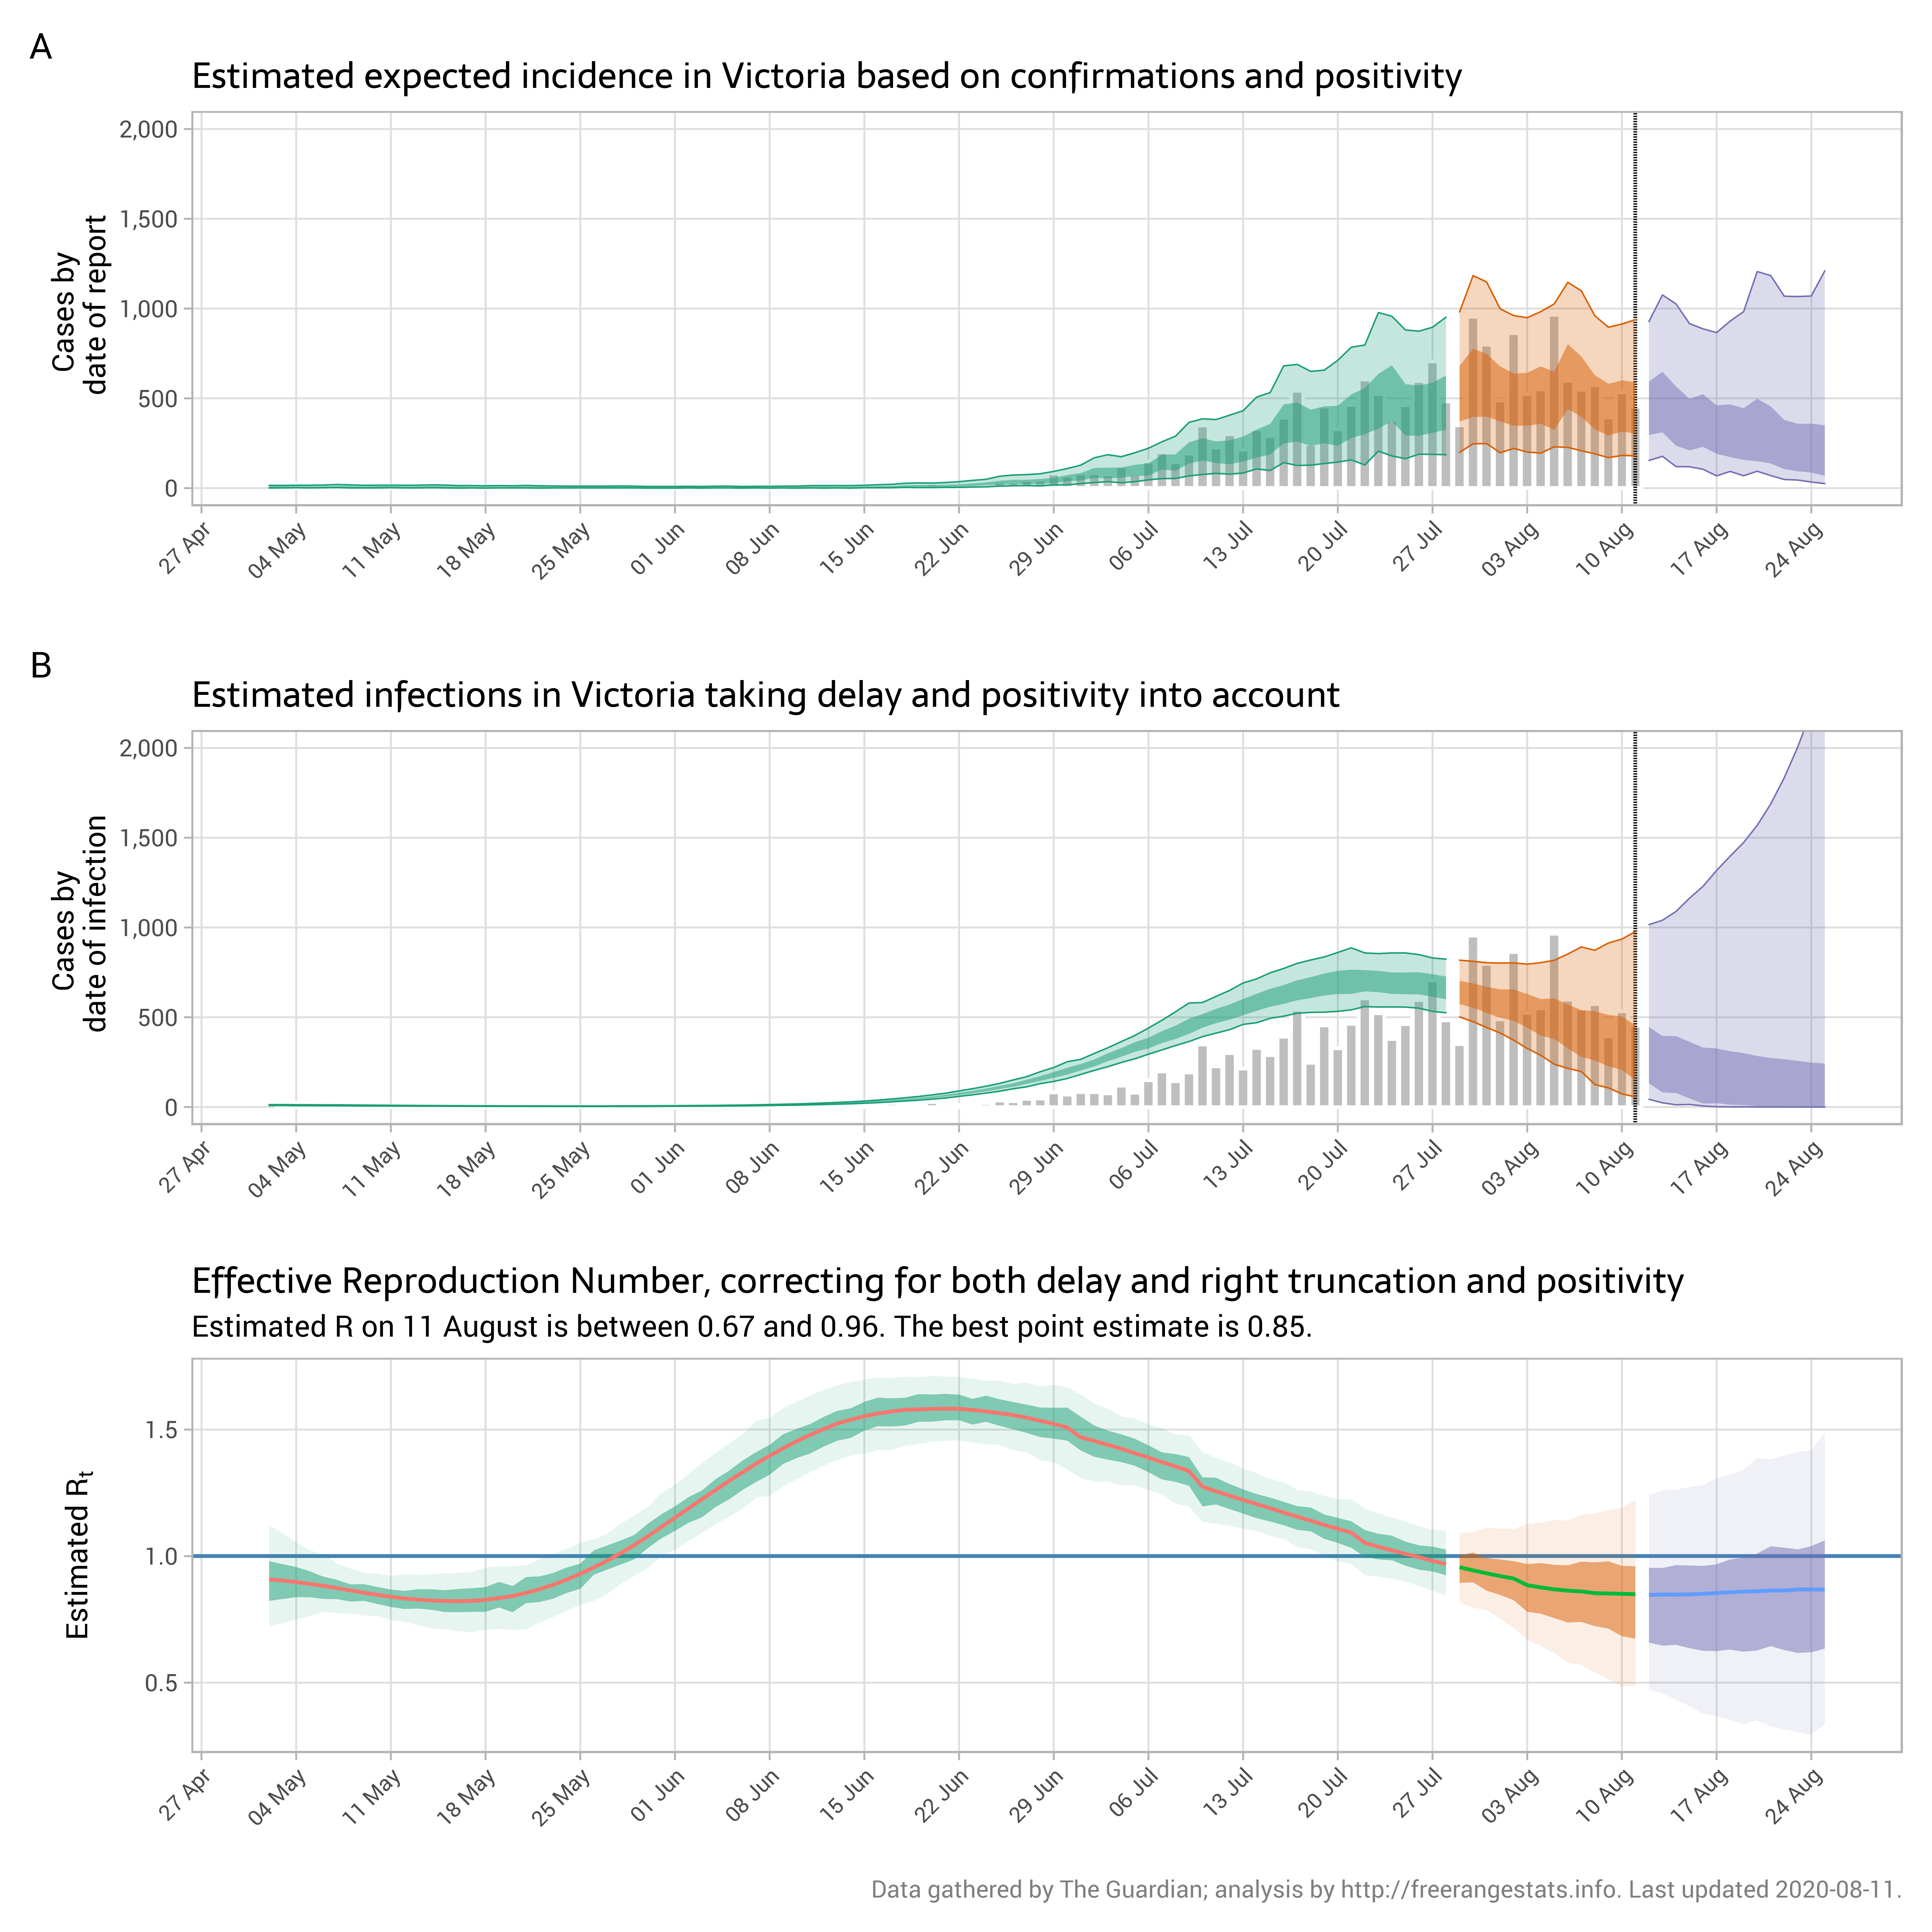 A
Estimated expected incidence in Victoria based on confirmations and positivity
Cases by
date of report
2,000
1,500
1,000
500
0
27 Apr
04 May
11 May
18 May
25 May
01 Jun
08 Jun
15 Jun
22 Jun
29 Jun
06 Jul
13 Jul
20 Jul
27 Jul
03 Aug
10 Aug
17 Aug
24 Aug
B
Estimated infections in Victoria taking delay and positivity into account
Cases by
date of infection
2,000
1,500
1,000
500
0
27 Apr
04 May
11 May
18 May
25 May
01 Jun
08 Jun
15 Jun
22 Jun
29 Jun
06 Jul
13 Jul
20 Jul
27 Jul
03 Aug
10 Aug
17 Aug
24 Aug
Effective Reproduction Number, correcting for both delay and right truncation and positivity
Estimated R on 11 August is between 0.67 and 0.96. The best point estimate is 0.85.
Estimated Rt
1.5
1.0
0.5
27 Apr
04 May
11 May
18 May
25 May
01 Jun
08 Jun
15 Jun
22 Jun
29 Jun
06 Jul
13 Jul
20 Jul
27 Jul
03 Aug
10 Aug
17 Aug
24 Aug
Data gathered by The Guardian; analysis by http://freerangestats.info. Last updated 2020-08-11.